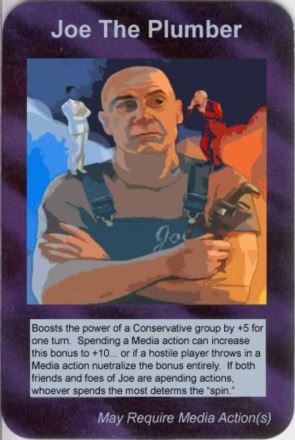 Joe The Plumber
Joe
Boosts the power of a Conservative group by +5 for
one turn. Spending a Media action can increase
this bonus to +10... or if a hostile player throws in a
Media action nuetralize the bonus entirely. If both
friends and foes of Joe are apending actions,
whoever spends the most determs the “spin.”
May Require Media Action(s)